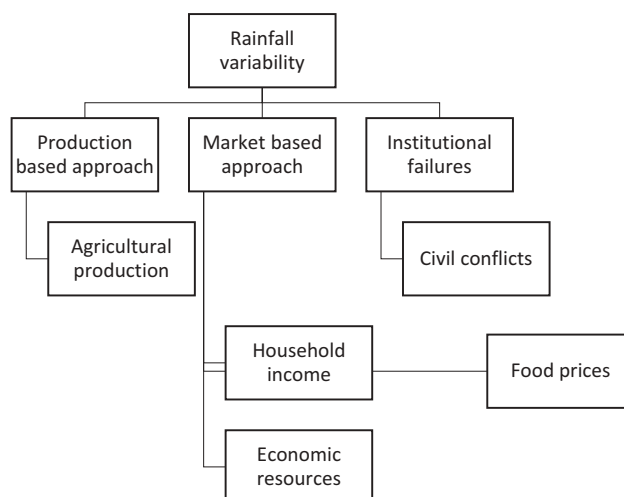 Rainfall
variability
Production
based approach
Market based
approach
Institutional
failures
Agricultural
production
Civil conflicts
Household
income
Food prices
Economic
resources